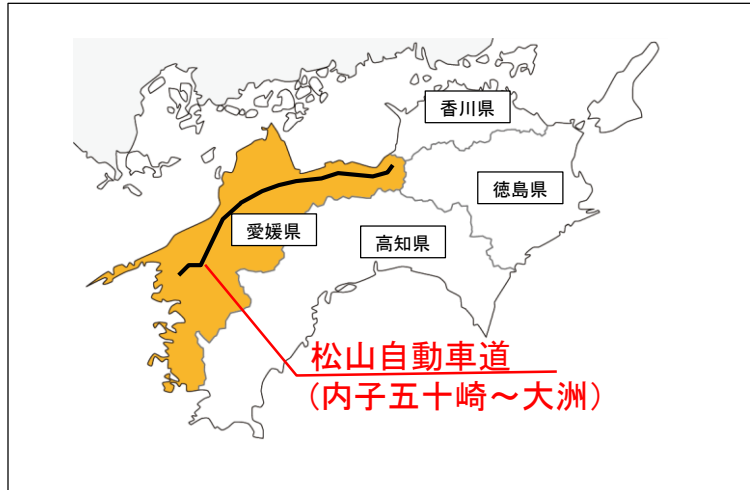 香川県
徳島県
愛媛県
高知県
松山自動車道
(内子五十崎～大洲)